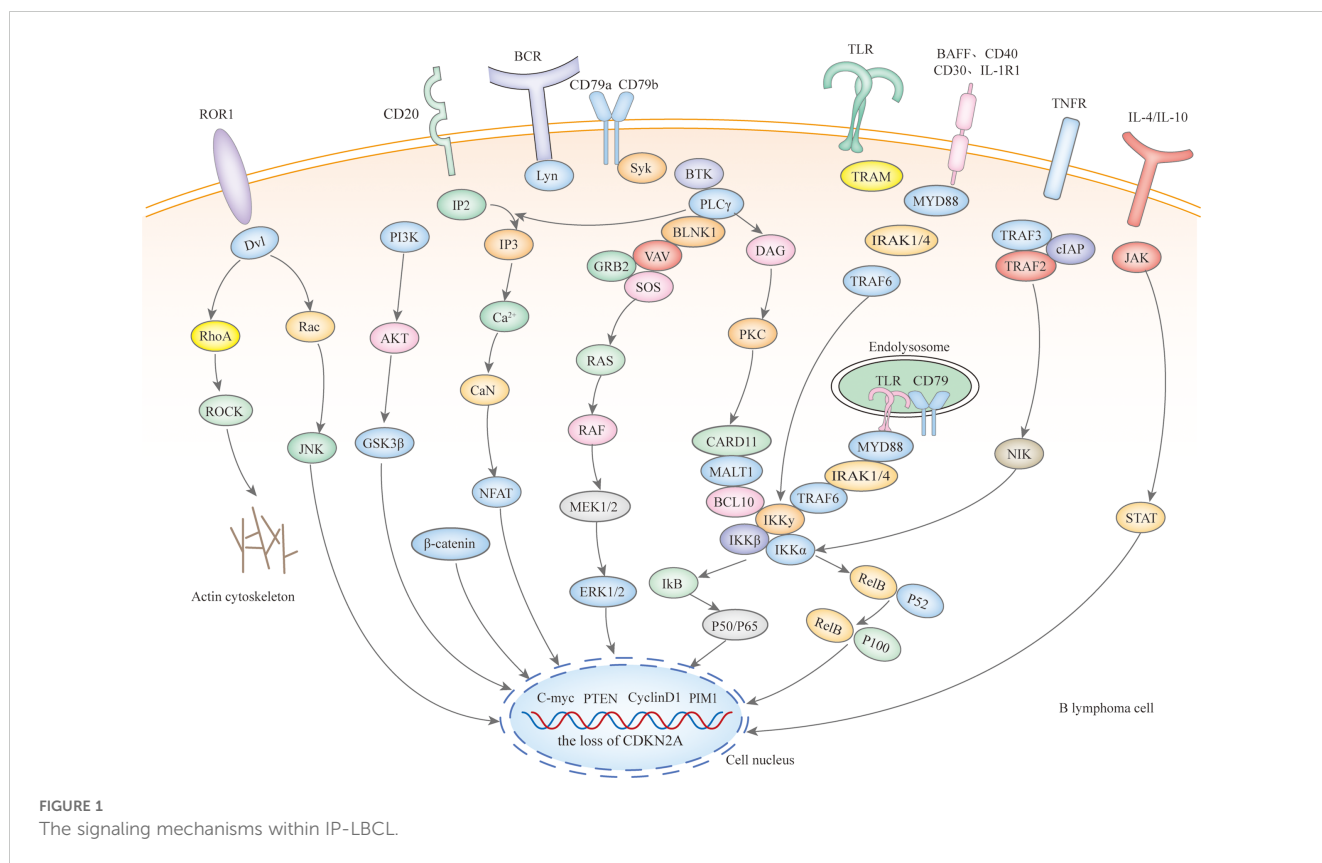 BCR
TLR
BAFF、CD40
CD30、IL-1R1
CD79a CD79b
TNFR
ROR1
CD20
IL-4/IL-10
Lyn
Syk
BTK
TRAM
MYD88
IP2
PLCγ
PI3K
IP3
BLNK1
DAG
IRAK1/4
TRAF3
cIAP
Dvl
GRB2
VAV
TRAF2
JAK
SOS
TRAF6
Ca²⁺
RhoA
Rac
AKT
PKC
RAS
Endolysosome
TLR CD79
CaN
ROCK
RAF
CARD11
MYD88
JNK
GSK3β
NIK
MALT1
IRAK1/4
NFAT
BCL10
TRAF6
MEK1/2
IKKy
STAT
β-catenin
IKKβ
IKKα
IkB
RelB
P52
Actin cytoskeleton
ERK1/2
P50/P65
RelB
P100
C-myc PTEN CyclinD1 PIM1
the loss of CDKN2A
B lymphoma cell
Cell nucleus
FIGURE 1
The signaling mechanisms within IP-LBCL.